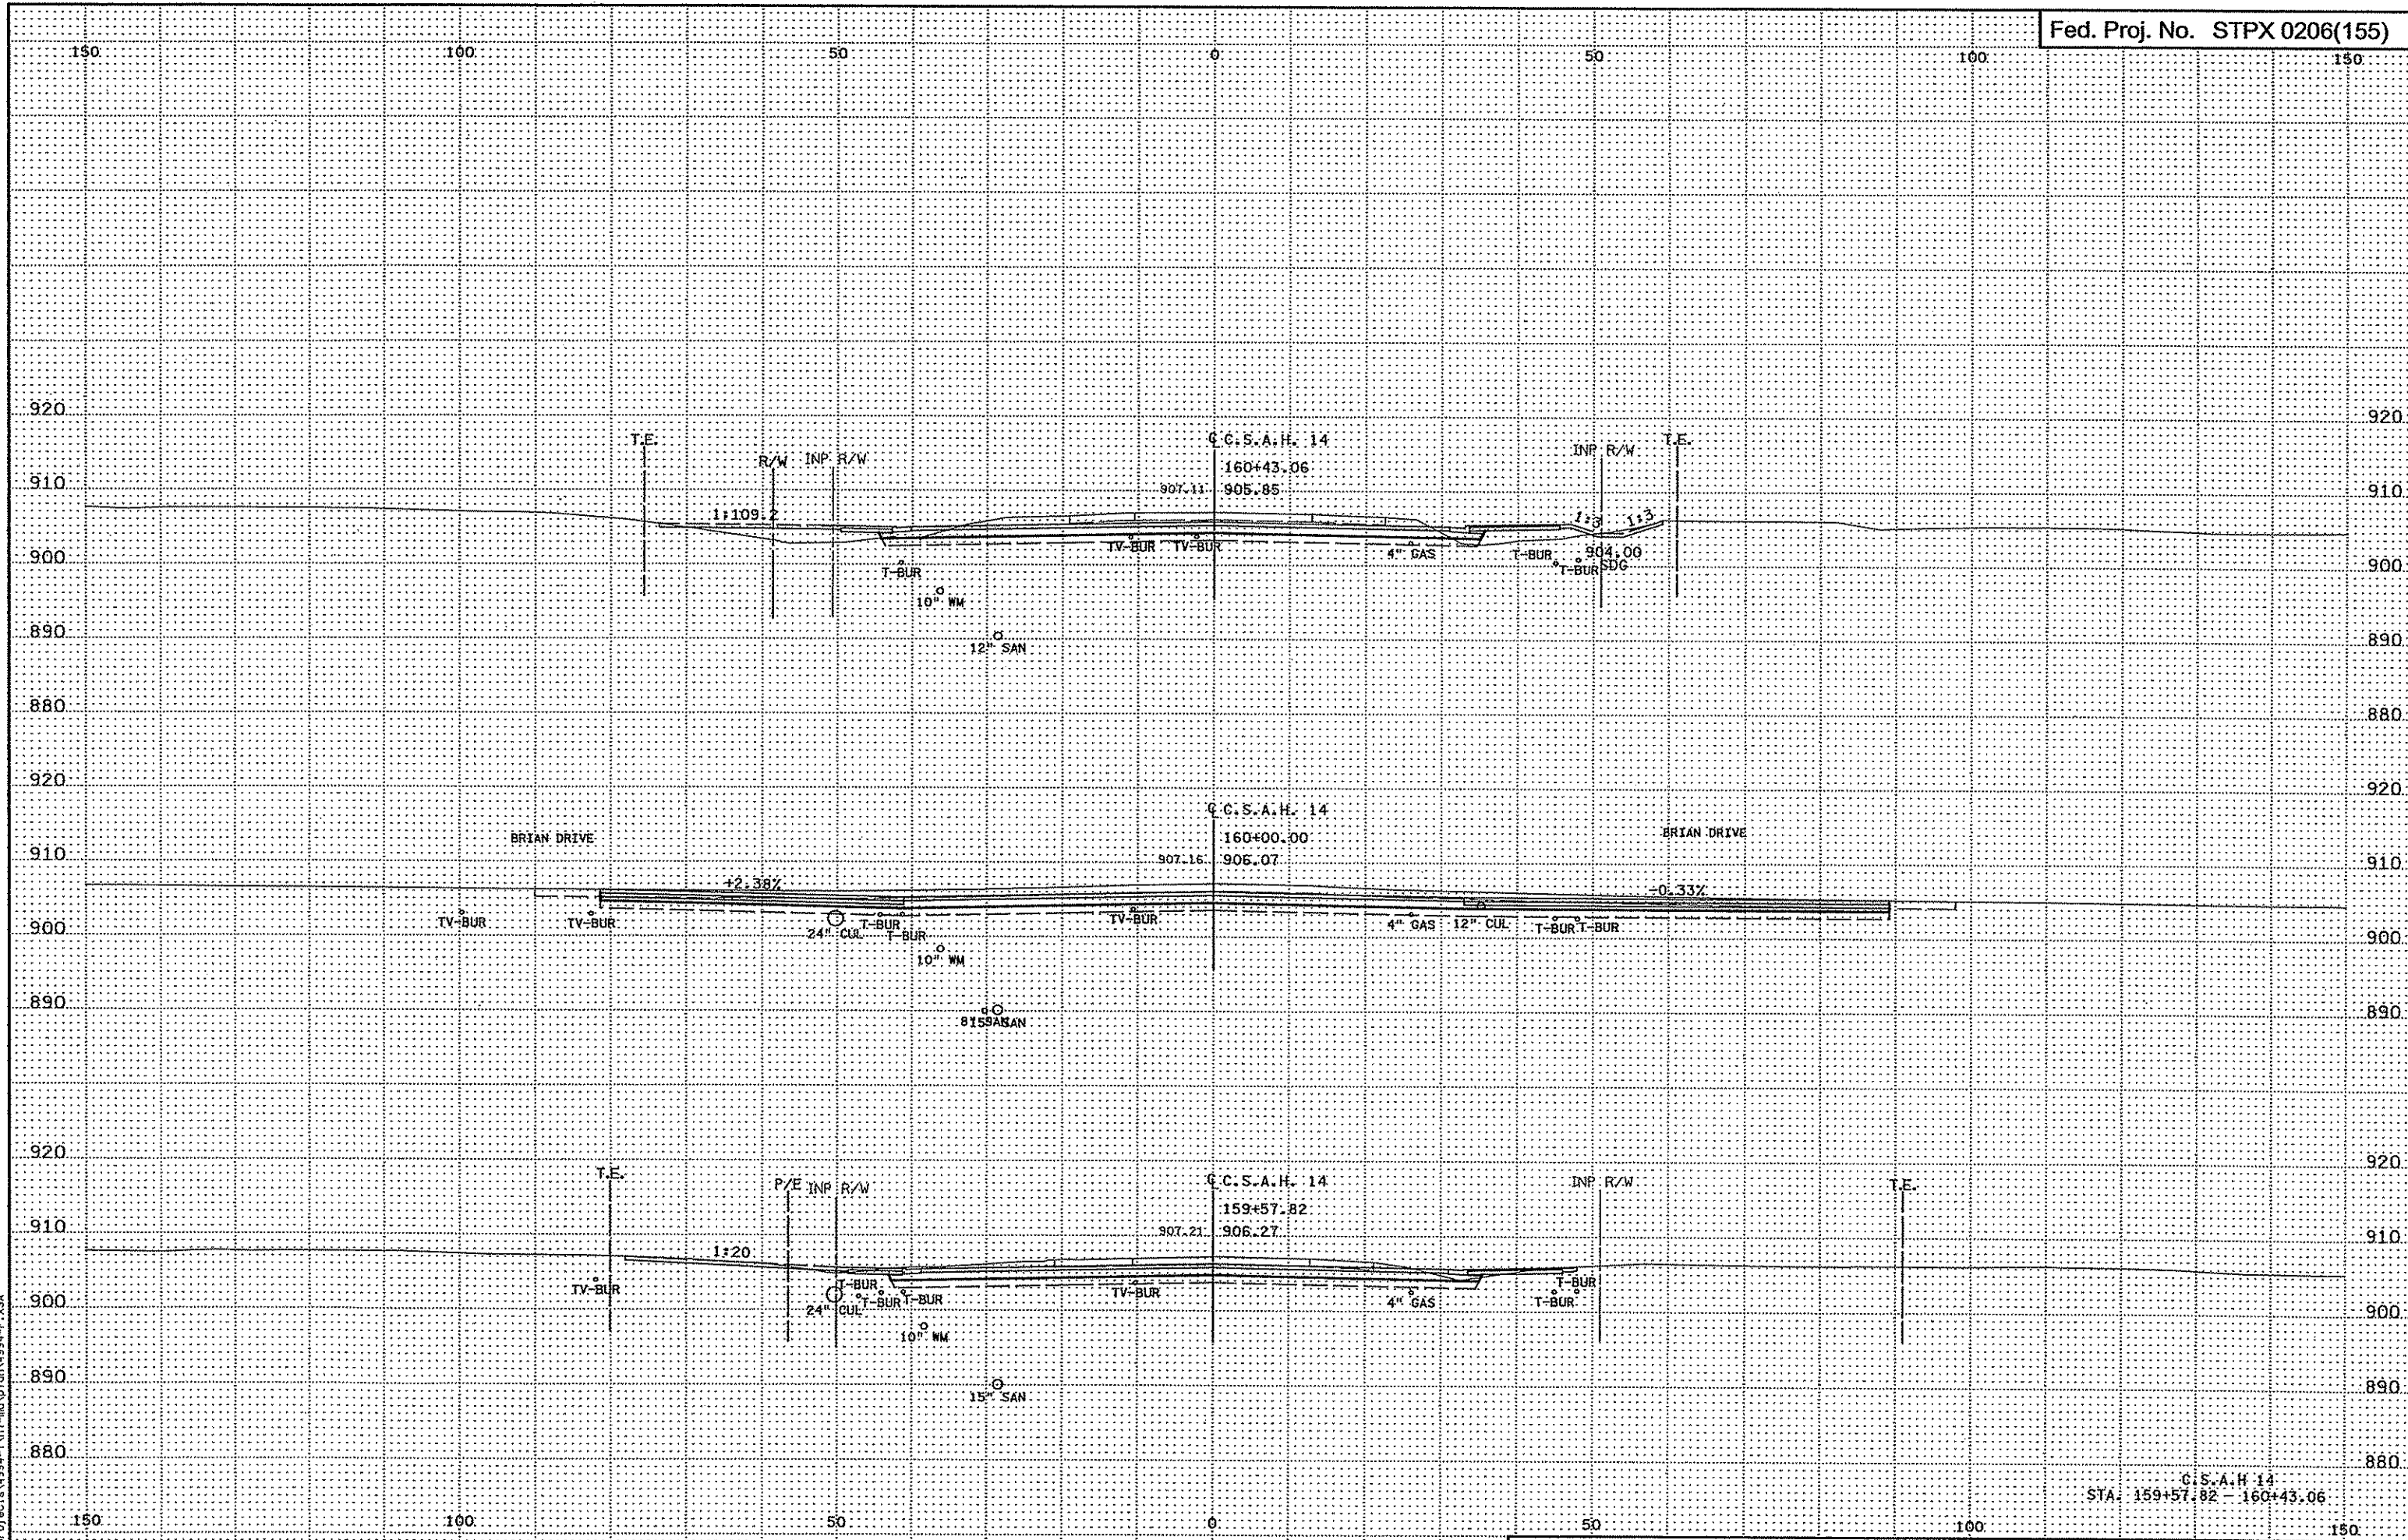 Fed. Proj. No. STPX 0206(155)
150 100 50 0 50 100 150
920 920
T.E. R/W INP R/W ℄ C.S.A.H. 14 INP R/W T.E.
160+43.06
910 907.11 905.85 910
1:109.2 1:3 1:3
TV-BUR TV-BUR 4" GAS T-BUR 904.00
900 T-BUR T-BUR SDG 900
10" WM
890 890
12" SAN
880 880
920 920
℄ C.S.A.H. 14
BRIAN DRIVE 160+00.00 BRIAN DRIVE
910 907.16 906.07 910
+2.38% -0.33%
TV-BUR TV-BUR T-BUR TV-BUR 4" GAS 12" CUL T-BUR T-BUR
900 24" CUL T-BUR 900
10" WM
890 890
8" SAN 15" SAN
920 920
T.E. P/E INP R/W ℄ C.S.A.H. 14 INP R/W T.E.
159+57.82
910 907.21 906.27 910
1:20
TV-BUR T-BUR TV-BUR T-BUR
900 24" CUL T-BUR T-BUR 4" GAS T-BUR 900
10" WM
890 890
15" SAN
880 880
C.S.A.H 14
STA. 159+57.82 - 160+43.06
150 100 50 0 50 100 150